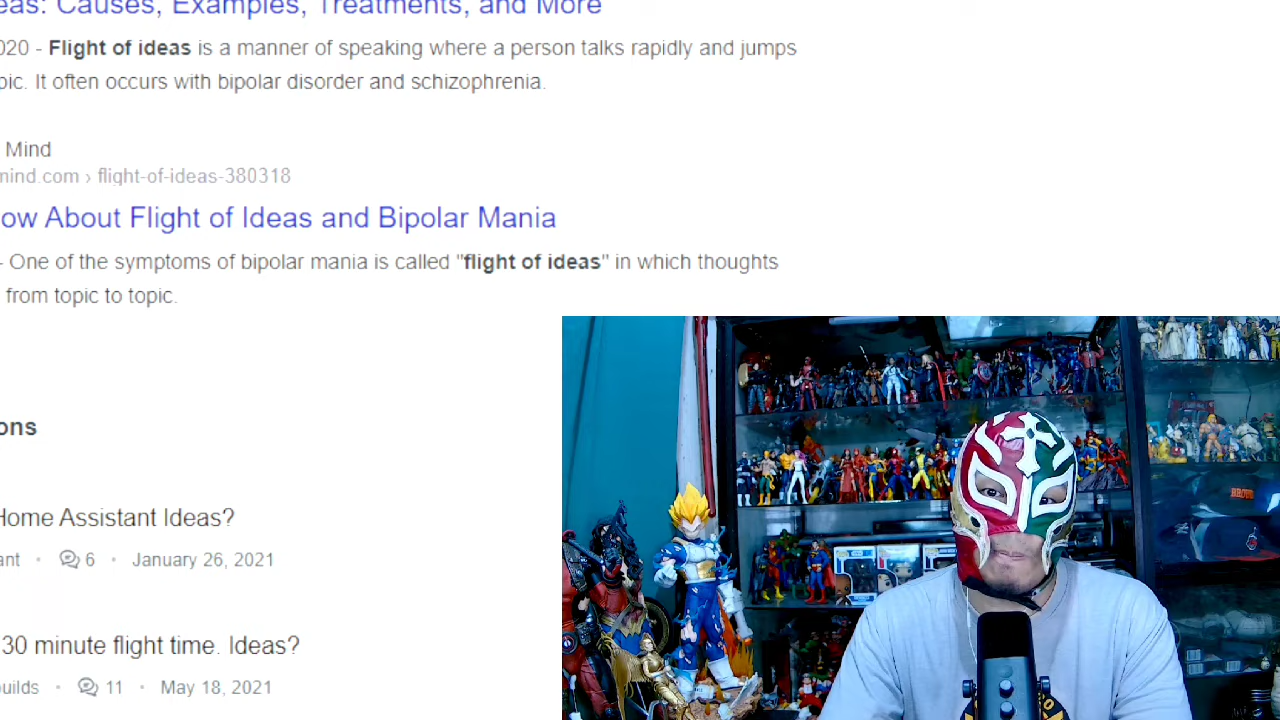 eas: Causes, Examples, Treatments, and More
020 - Flight of ideas is a manner of speaking where a person talks rapidly and jumps
pic. It often occurs with bipolar disorder and schizophrenia.
Mind
mind.com › flight-of-ideas-380318
ow About Flight of Ideas and Bipolar Mania
- One of the symptoms of bipolar mania is called "flight of ideas" in which thoughts
from topic to topic.
ons
Home Assistant Ideas?
ant · 6 · January 26, 2021
30 minute flight time. Ideas?
builds · 11 · May 18, 2021